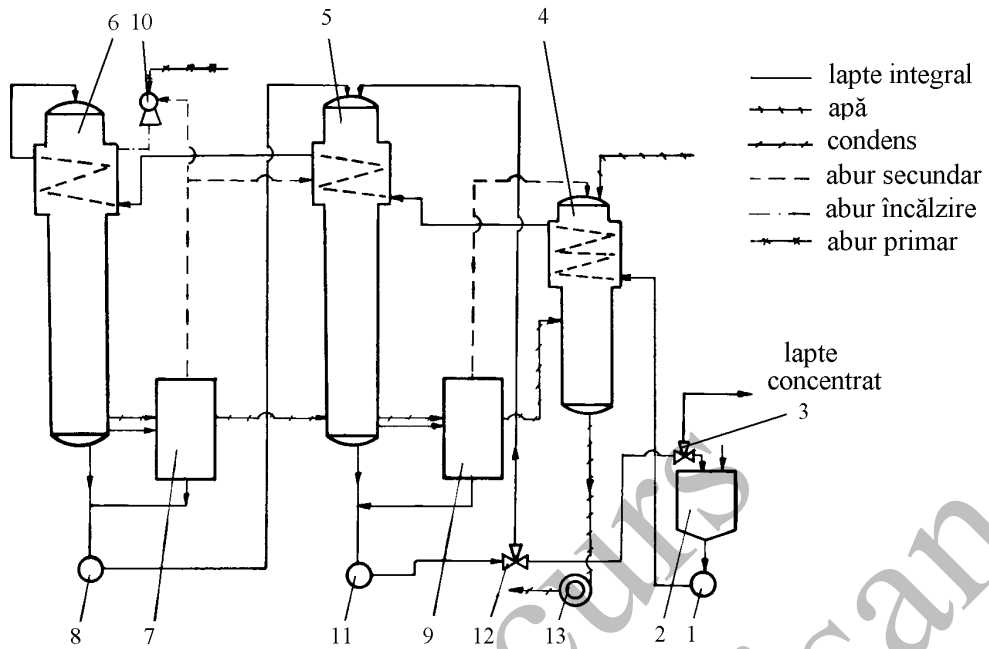 6
10
5
4
lapte integral
apă
condens
abur secundar
abur încălzire
abur primar
lapte
concentrat
3
8
7
11
9
12
13
2
1
curs